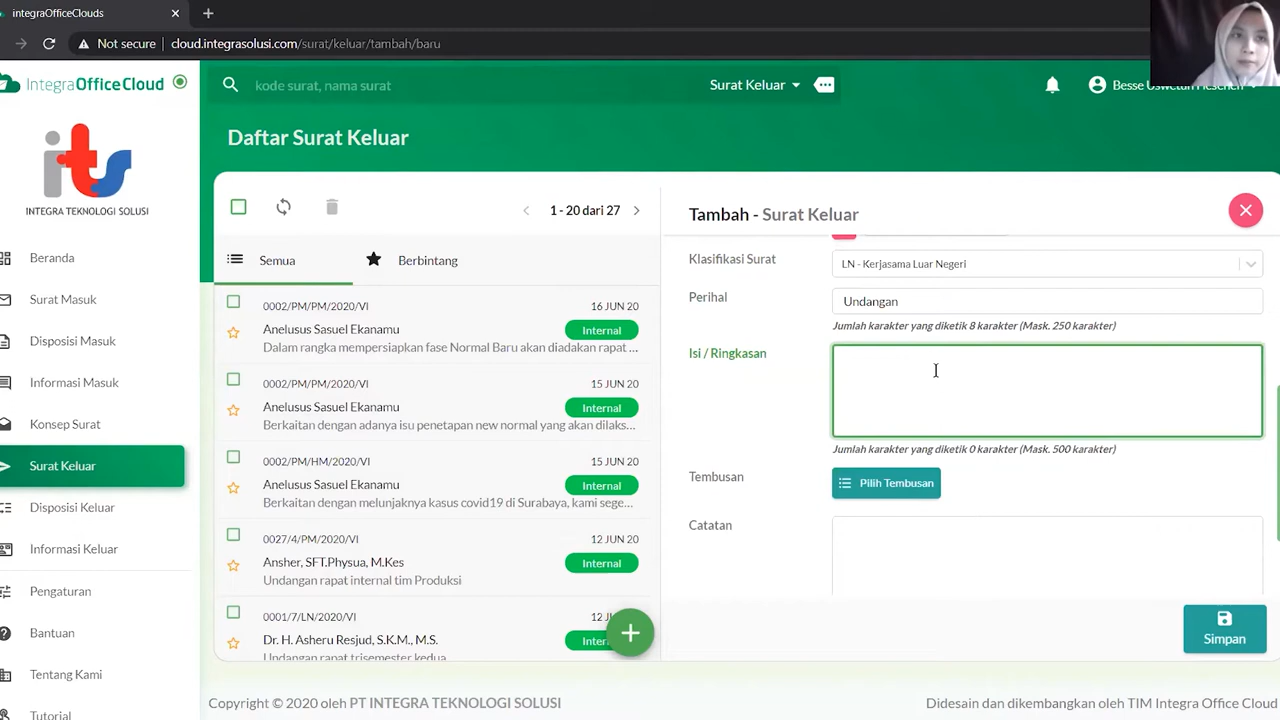 integraOfficeClouds
Not secure
cloud.integrasolusi.com/surat/keluar/tambah/baru
IntegraOfficeCloud
kode surat, nama surat
Surat Keluar
Besse
its
INTEGRA TEKNOLOGI SOLUSI
Beranda
Surat Masuk
Disposisi Masuk
Informasi Masuk
Konsep Surat
Surat Keluar
Disposisi Keluar
Informasi Keluar
Pengaturan
Bantuan
Tentang Kami
Tutorial
Daftar Surat Keluar
1 - 20 dari 27
Semua
Berbintang
0002/PM/PM/2020/VI
16 JUN 20
Anelusus Sasuel Ekanamu
Internal
Dalam rangka mempersiapkan fase Normal Baru akan diadakan rapat ...
0002/PM/PM/2020/VI
15 JUN 20
Anelusus Sasuel Ekanamu
Internal
Berkaitan dengan adanya isu penetapan new normal yang akan dilaks...
0002/PM/HM/2020/VI
15 JUN 20
Anelusus Sasuel Ekanamu
Internal
Berkaitan dengan melunjaknya kasus covid19 di Surabaya, kami sege...
0027/4/PM/2020/VI
12 JUN 20
Ansher, SFT.Physua, M.Kes
Internal
Undangan rapat internal tim Produksi
0001/7/LN/2020/VI
12 JU
Dr. H. Asheru Resjud, S.K.M., M.S.
Inter
Undangan rapat trisemester kedua
Tambah - Surat Keluar
Klasifikasi Surat
LN - Kerjasama Luar Negeri
Perihal
Undangan
Jumlah karakter yang diketik 8 karakter (Mask. 250 karakter)
Isi / Ringkasan
Jumlah karakter yang diketik 0 karakter (Mask. 500 karakter)
Tembusan
Pilih Tembusan
Catatan
Simpan
Copyright © 2020 oleh PT INTEGRA TEKNOLOGI SOLUSI
Didesain dan dikembangkan oleh TIM Integra Office Cloud